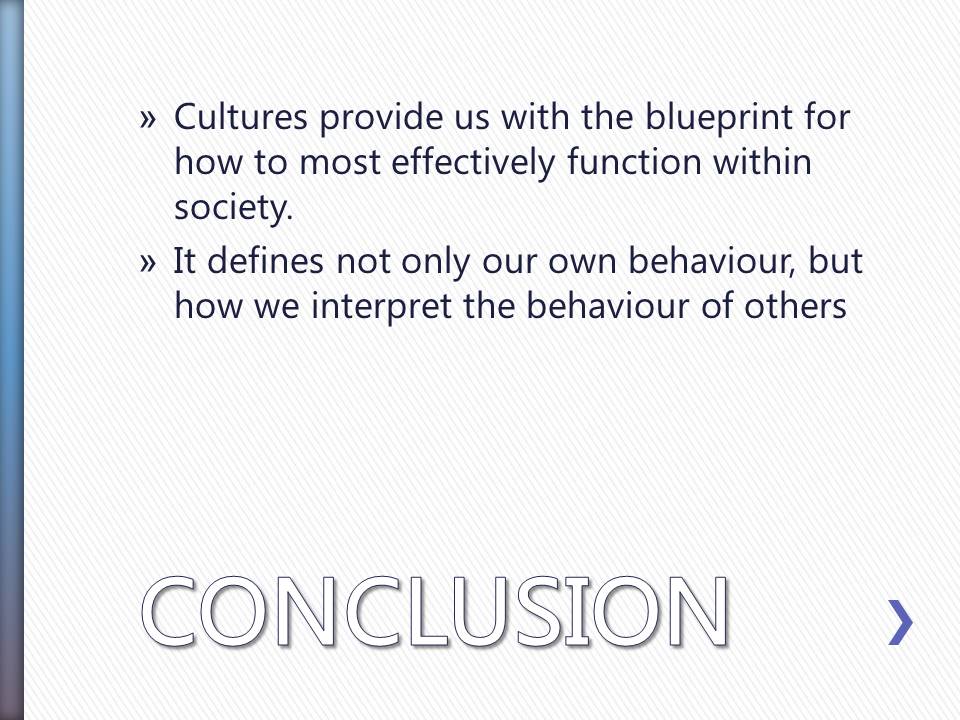 » Cultures provide us with the blueprint for
how to most effectively function within
society.
» It defines not only our own behaviour, but
how we interpret the behaviour of others
CONCLUSION